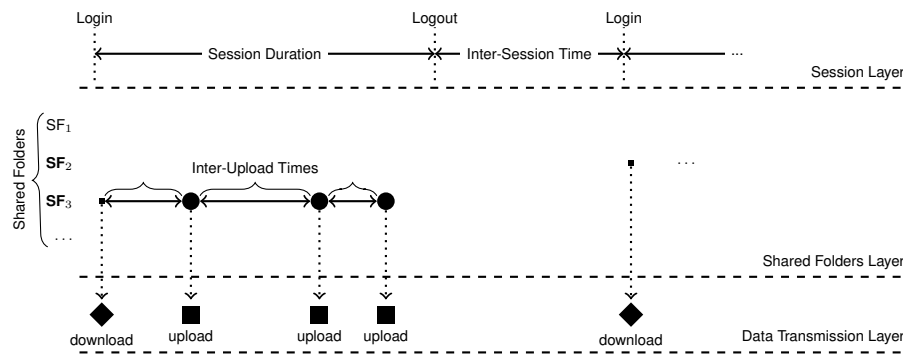 Login Logout Login
Session Duration Inter-Session Time ...
Session Layer
Shared Folders
SF₁
SF₂ ...
Inter-Upload Times
SF₃
...
Shared Folders Layer
download upload upload upload download
Data Transmission Layer